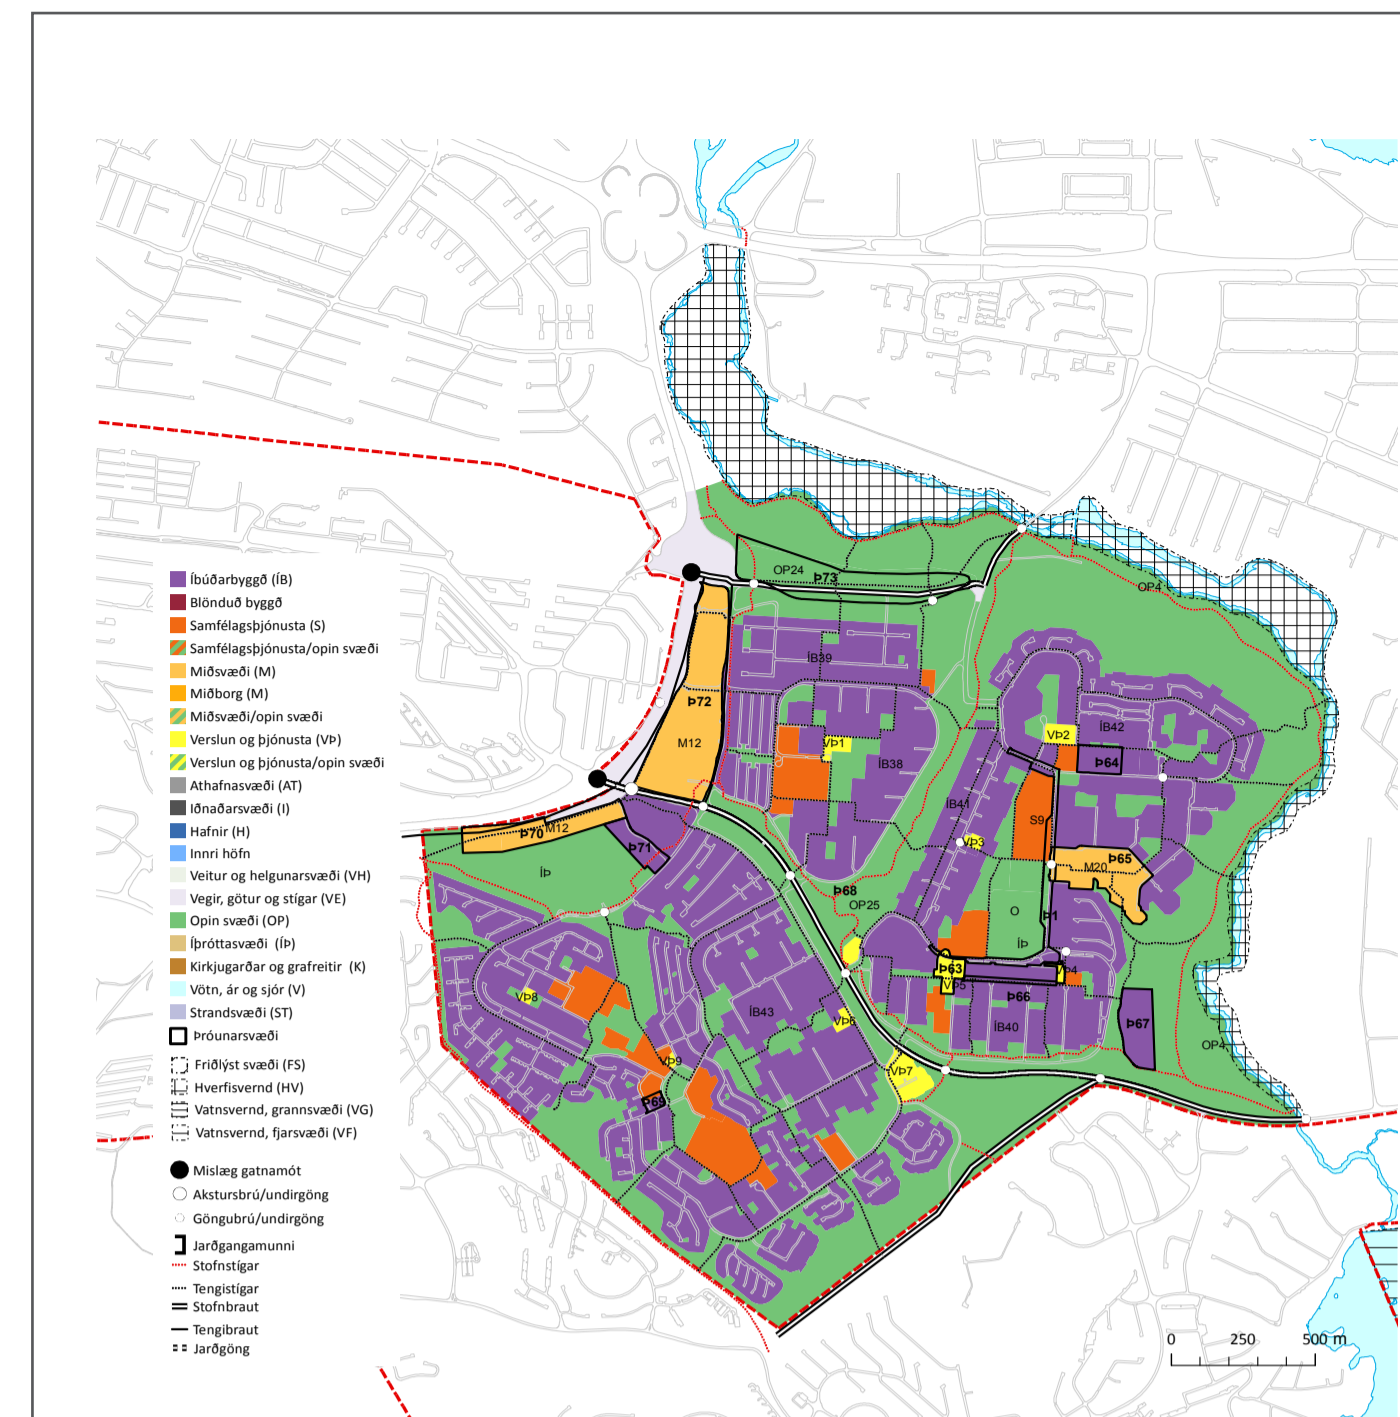 Íbúðarbyggð (ÍB)
Blönduð byggð
Samfélagsþjónusta (S)
Samfélagsþjónusta/opin svæði
Miðsvæði (M)
Miðborg (M)
Miðsvæði/opin svæði
Verslun og þjónusta (VÞ)
Verslun og þjónusta/opin svæði
Athafnasvæði (AT)
Iðnaðarsvæði (I)
Hafnir (H)
Innri höfn
Veitur og helgunarsvæði (VH)
Vegir, götur og stígar (VE)
Opin svæði (OP)
Íþróttasvæði (ÍÞ)
Kirkjugarðar og grafreitir (K)
Vötn, ár og sjór (V)
Strandsvæði (ST)
Þróunarsvæði
Friðlýst svæði (FS)
Hverfisvernd (HV)
Vatnsvernd, grannsvæði (VG)
Vatnsvernd, fjarsvæði (VF)
Mislæg gatnamót
Akstursbrú/undirgöng
Göngubrú/undirgöng
Jarðgangamunni
Stofnstígar
Tengistígar
Stofnbraut
Tengibraut
Jarðgöng
OP24
Þ73
OP4
ÍB39
Þ72
M12
VÞ1
ÍB38
VÞ2
ÍB42
Þ64
ÍB41
S9
VÞ3
M20
Þ65
Þ70
M12
Þ71
ÍÞ
Þ68
OP25
O
Þ1
ÍÞ
Þ63
VÞ4
VÞ5
Þ66
ÍB40
Þ67
OP4
VÞ8
ÍB43
VÞ6
VÞ9
VÞ7
Þ69
0 250 500 m